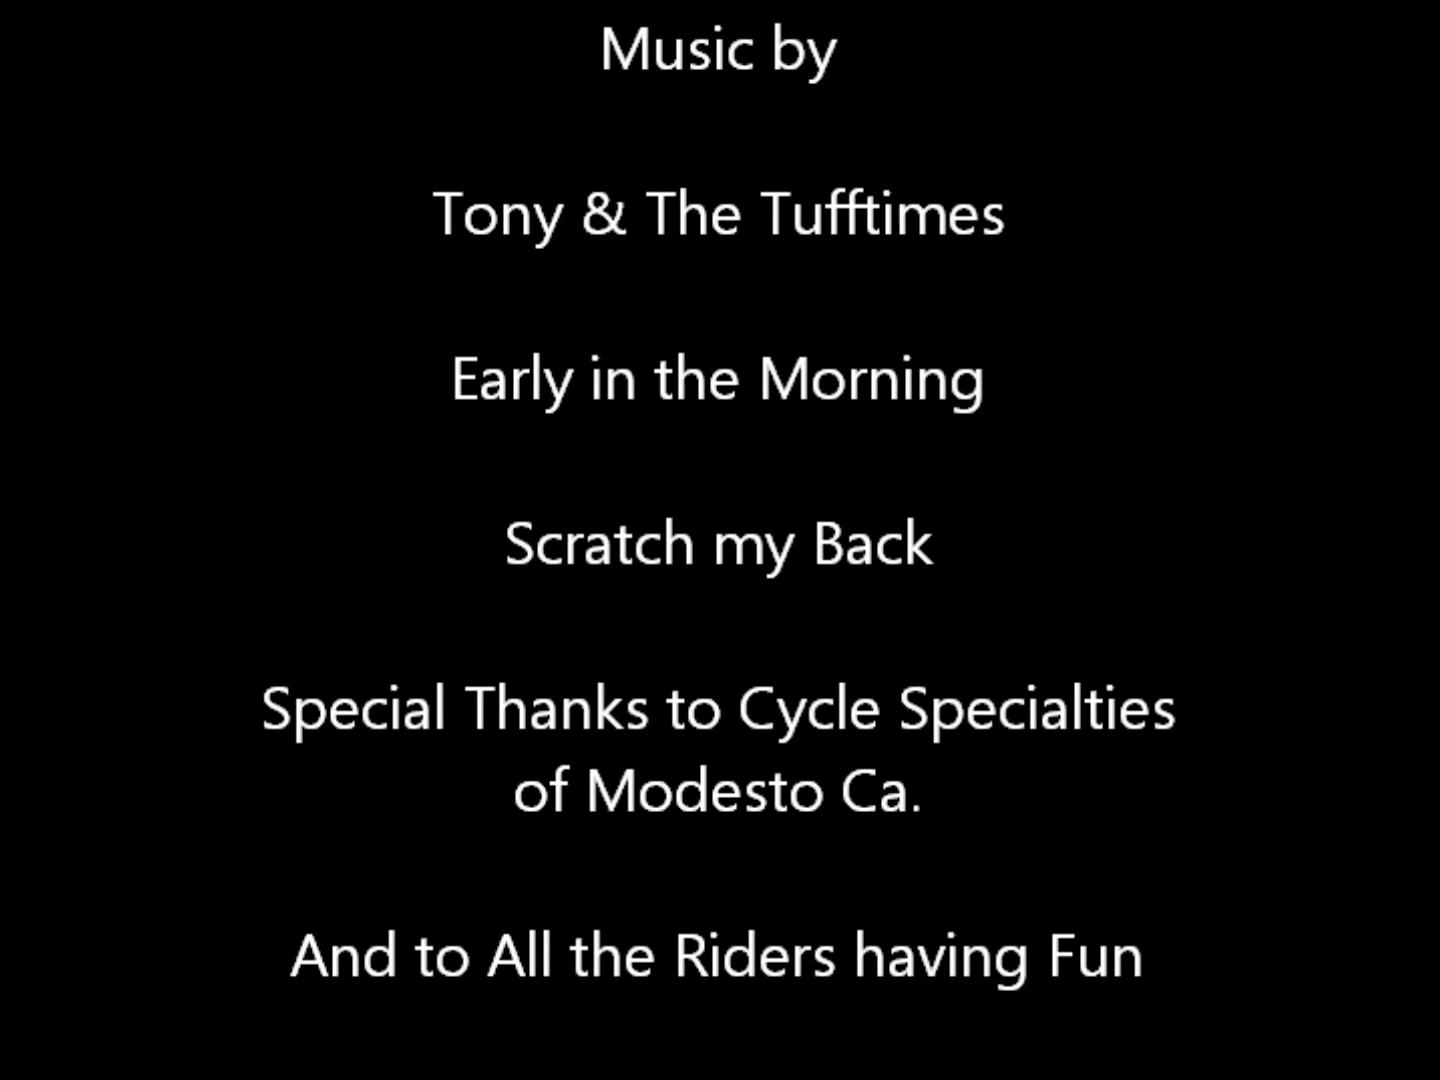 Music by
Tony & The Tufftimes
Early in the Morning
Scratch my Back
Special Thanks to Cycle Specialties
of Modesto Ca.
And to All the Riders having Fun